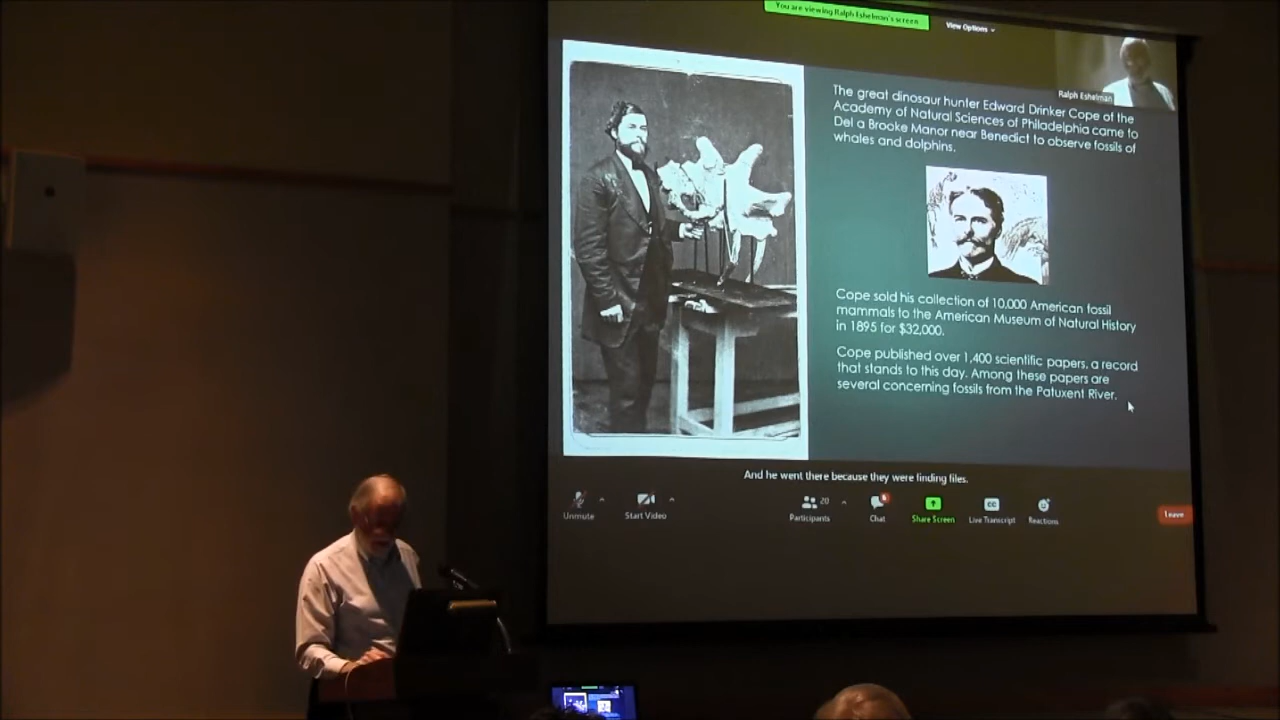 You are viewing Ralph Eshelman's screen
View Options
Ralph Eshelman
The great dinosaur hunter Edward Drinker Cope of the
Academy of Natural Sciences of Philadelphia came to
Del a Brooke Manor near Benedict to observe fossils of
whales and dolphins.
Cope sold his collection of 10,000 American fossil
mammals to the American Museum of Natural History
in 1895 for $32,000.
Cope published over 1,400 scientific papers, a record
that stands to this day. Among these papers are
several concerning fossils from the Patuxent River.
And he went there because they were finding files.
Unmute
Start Video
Participants
20
Chat
Share Screen
CC
Live Transcript
Reactions
Leave